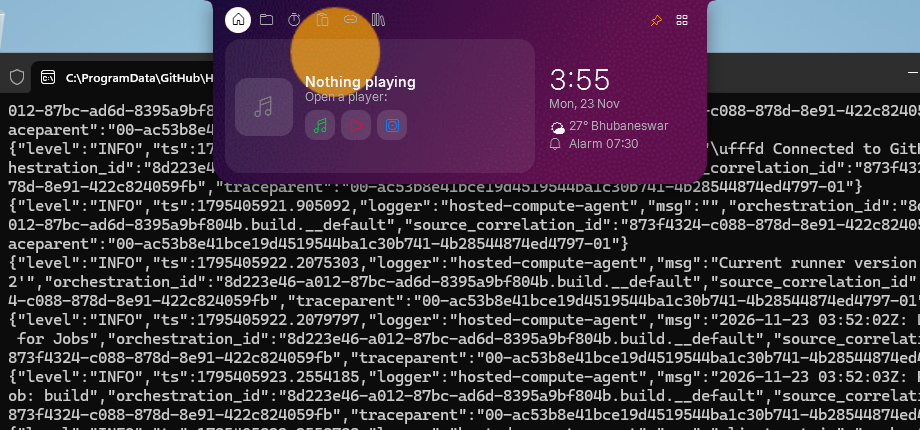 Nothing playing
Open a player:
3:55
Mon, 23 Nov
27° Bhubaneswar
Alarm 07:30
C:\ProgramData\GitHub\H
012-87bc-ad6d-8395a9bf8
-c088-878d-8e91-422c824059
aceparent":"00-ac53b8e4
{"level":"INFO","ts":17
"\ufffd Connected to GitH
hestration_id":"8d223e4
_correlation_id":"873f4324
78d-8e91-422c824059fb","traceparent":"00-ac53b8e41bce19d4519544ba1c30b741-4b28544874ed4797-01"}
{"level":"INFO","ts":1795405921.905092,"logger":"hosted-compute-agent","msg":"","orchestration_id":"8d
012-87bc-ad6d-8395a9bf804b.build.__default","source_correlation_id":"873f4324-c088-878d-8e91-422c824059
aceparent":"00-ac53b8e41bce19d4519544ba1c30b741-4b28544874ed4797-01"}
{"level":"INFO","ts":1795405922.2075303,"logger":"hosted-compute-agent","msg":"Current runner version
2'","orchestration_id":"8d223e46-a012-87bc-ad6d-8395a9bf804b.build.__default","source_correlation_id"
4-c088-878d-8e91-422c824059fb","traceparent":"00-ac53b8e41bce19d4519544ba1c30b741-4b28544874ed4797-01"
{"level":"INFO","ts":1795405922.2079797,"logger":"hosted-compute-agent","msg":"2026-11-23 03:52:02Z:
for Jobs","orchestration_id":"8d223e46-a012-87bc-ad6d-8395a9bf804b.build.__default","source_correlati
873f4324-c088-878d-8e91-422c824059fb","traceparent":"00-ac53b8e41bce19d4519544ba1c30b741-4b28544874ed4
{"level":"INFO","ts":1795405923.2554185,"logger":"hosted-compute-agent","msg":"2026-11-23 03:52:03Z:
ob: build","orchestration_id":"8d223e46-a012-87bc-ad6d-8395a9bf804b.build.__default","source_correlat
873f4324-c088-878d-8e91-422c824059fb","traceparent":"00-ac53b8e41bce19d4519544ba1c30b741-4b28544874ed4